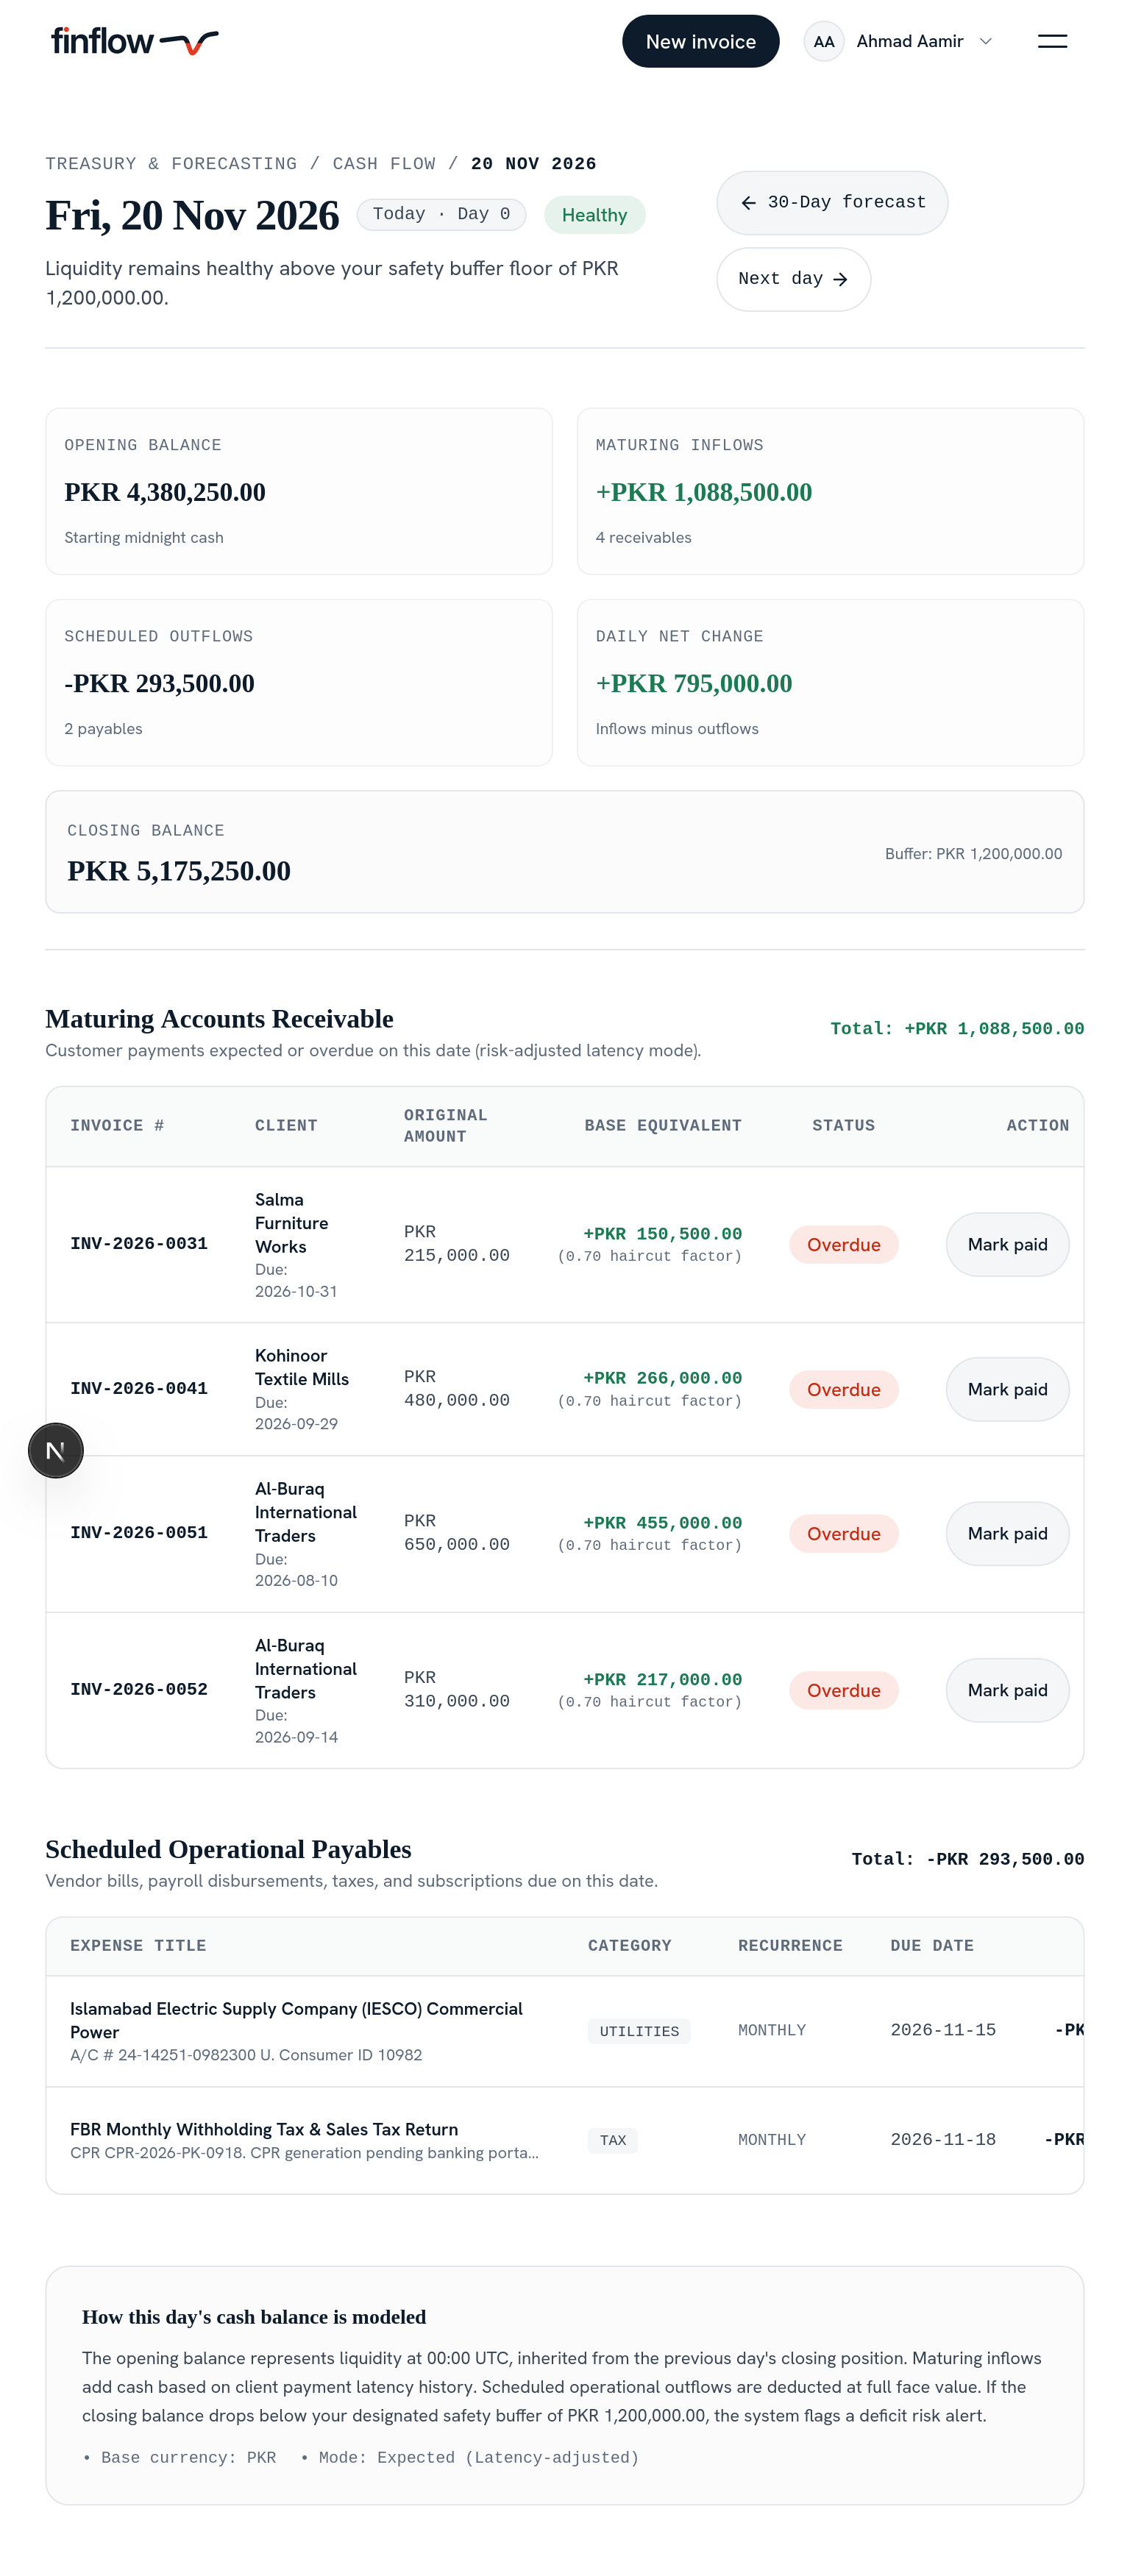 finflow
New invoice
AA
Ahmad Aamir
TREASURY & FORECASTING / CASH FLOW / 20 NOV 2026
Fri, 20 Nov 2026
Today · Day 0
Healthy
Liquidity remains healthy above your safety buffer floor of PKR
1,200,000.00.
← 30-Day forecast
Next day →
OPENING BALANCE
PKR 4,380,250.00
Starting midnight cash
MATURING INFLOWS
+PKR 1,088,500.00
4 receivables
SCHEDULED OUTFLOWS
-PKR 293,500.00
2 payables
DAILY NET CHANGE
+PKR 795,000.00
Inflows minus outflows
CLOSING BALANCE
PKR 5,175,250.00
Buffer: PKR 1,200,000.00
Maturing Accounts Receivable
Customer payments expected or overdue on this date (risk-adjusted latency mode).
Total: +PKR 1,088,500.00
INVOICE #
CLIENT
ORIGINAL
AMOUNT
BASE EQUIVALENT
STATUS
ACTION
INV-2026-0031
Salma
Furniture
Works
Due:
2026-10-31
PKR
215,000.00
+PKR 150,500.00
(0.70 haircut factor)
Overdue
Mark paid
INV-2026-0041
Kohinoor
Textile Mills
Due:
2026-09-29
PKR
480,000.00
+PKR 266,000.00
(0.70 haircut factor)
Overdue
Mark paid
N
INV-2026-0051
Al-Buraq
International
Traders
Due:
2026-08-10
PKR
650,000.00
+PKR 455,000.00
(0.70 haircut factor)
Overdue
Mark paid
INV-2026-0052
Al-Buraq
International
Traders
Due:
2026-09-14
PKR
310,000.00
+PKR 217,000.00
(0.70 haircut factor)
Overdue
Mark paid
Scheduled Operational Payables
Vendor bills, payroll disbursements, taxes, and subscriptions due on this date.
Total: -PKR 293,500.00
EXPENSE TITLE
CATEGORY
RECURRENCE
DUE DATE
Islamabad Electric Supply Company (IESCO) Commercial
Power
A/C # 24-14251-0982300 U. Consumer ID 10982
UTILITIES
MONTHLY
2026-11-15
-PK
FBR Monthly Withholding Tax & Sales Tax Return
CPR CPR-2026-PK-0918. CPR generation pending banking porta...
TAX
MONTHLY
2026-11-18
-PKR
How this day's cash balance is modeled
The opening balance represents liquidity at 00:00 UTC, inherited from the previous day's closing position. Maturing inflows
add cash based on client payment latency history. Scheduled operational outflows are deducted at full face value. If the
closing balance drops below your designated safety buffer of PKR 1,200,000.00, the system flags a deficit risk alert.
• Base currency: PKR • Mode: Expected (Latency-adjusted)